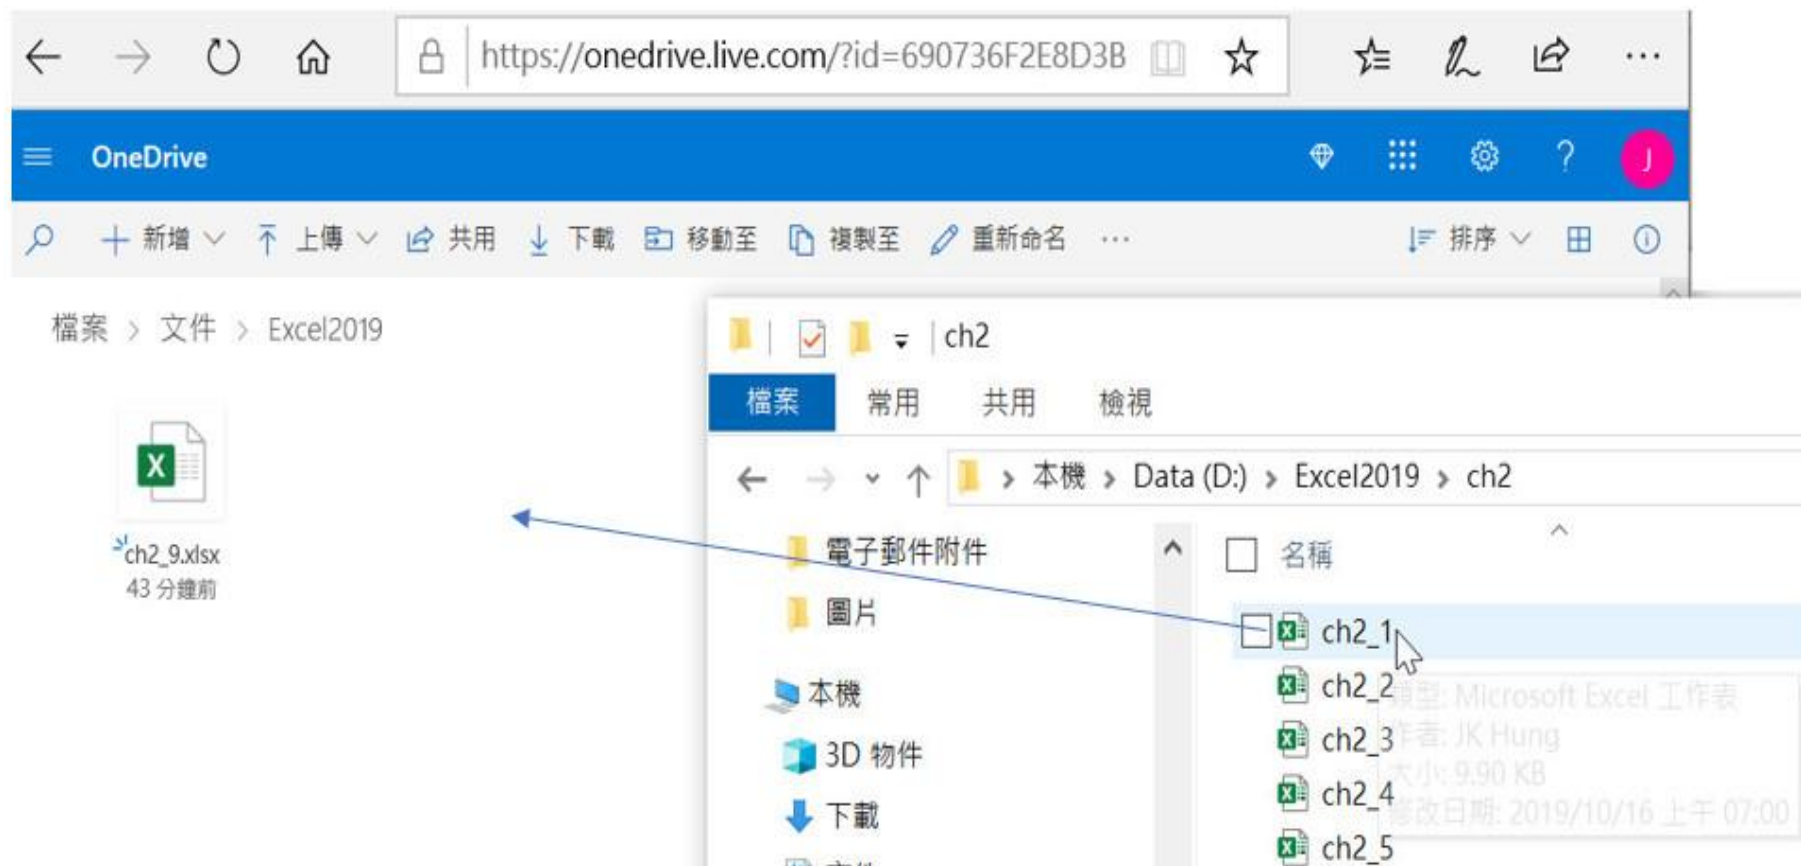 https://onedrive.live.com/?id=690736F2E8D3B
OneDrive
J
新增 上傳 共用 下載 移動至 複製至 重新命名 ··· 排序
檔案 > 文件 > Excel2019
ch2_9.xlsx
43 分鐘前
ch2
檔案 常用 共用 檢視
本機 > Data (D:) > Excel2019 > ch2
電子郵件附件
圖片
本機
3D 物件
下載
名稱
ch2_1
ch2_2
ch2_3
ch2_4
ch2_5
類型: Microsoft Excel 工作表
作者: JK Hung
大小: 9.90 KB
修改日期: 2019/10/16 上午 07:00